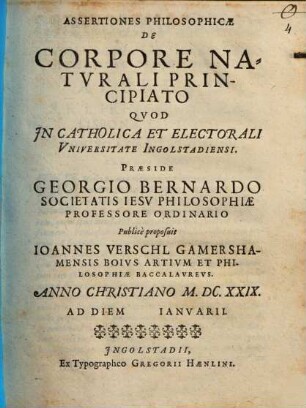 ASSERTIONES PHILOSOPHICÆ
DE
CORPORE NA-
TVRALI PRIN-
CIPIATO
QVOD
IN CATHOLICA ET ELECTORALI
VNIVERSITATE INGOLSTADIENSI.
PRÆSIDE
GEORGIO BERNARDO
SOCIETATIS IESV PHILOSOPHIÆ
PROFESSORE ORDINARIO
Publicè proposuit
IOANNES VERSCHL GAMERSHA-
MENSIS BOIVS ARTIVM ET PHI-
LOSOPHIÆ BACCALAVREVS.
ANNO CHRISTIANO M. DC. XXIX.
AD DIEM IANVARII.
INGOLSTADII,
Ex Typographeo GREGORII HÆNLINI.
4